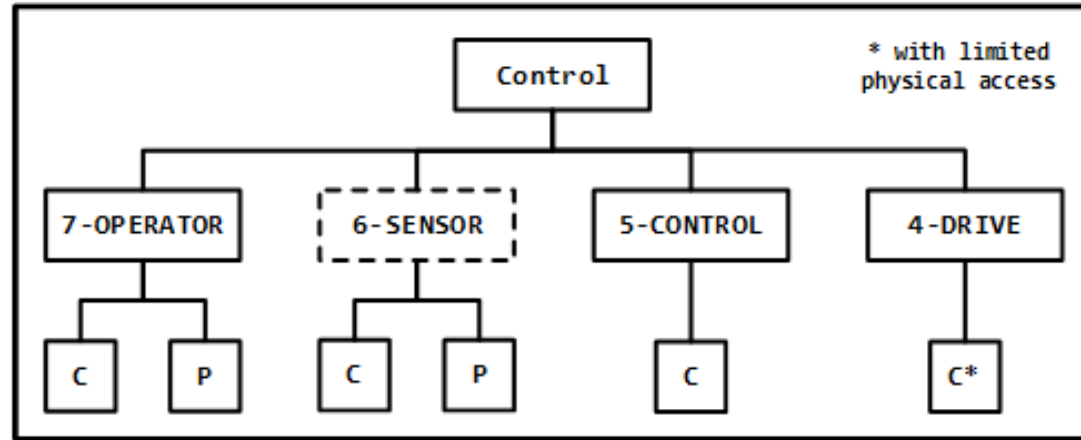 Control
* with limited
physical access
7-OPERATOR
6-SENSOR
5-CONTROL
4-DRIVE
C
P
C
P
C
C*